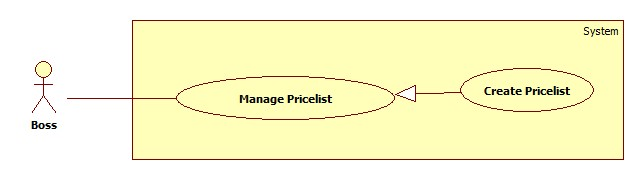 System
Manage Pricelist
Create Pricelist
Boss